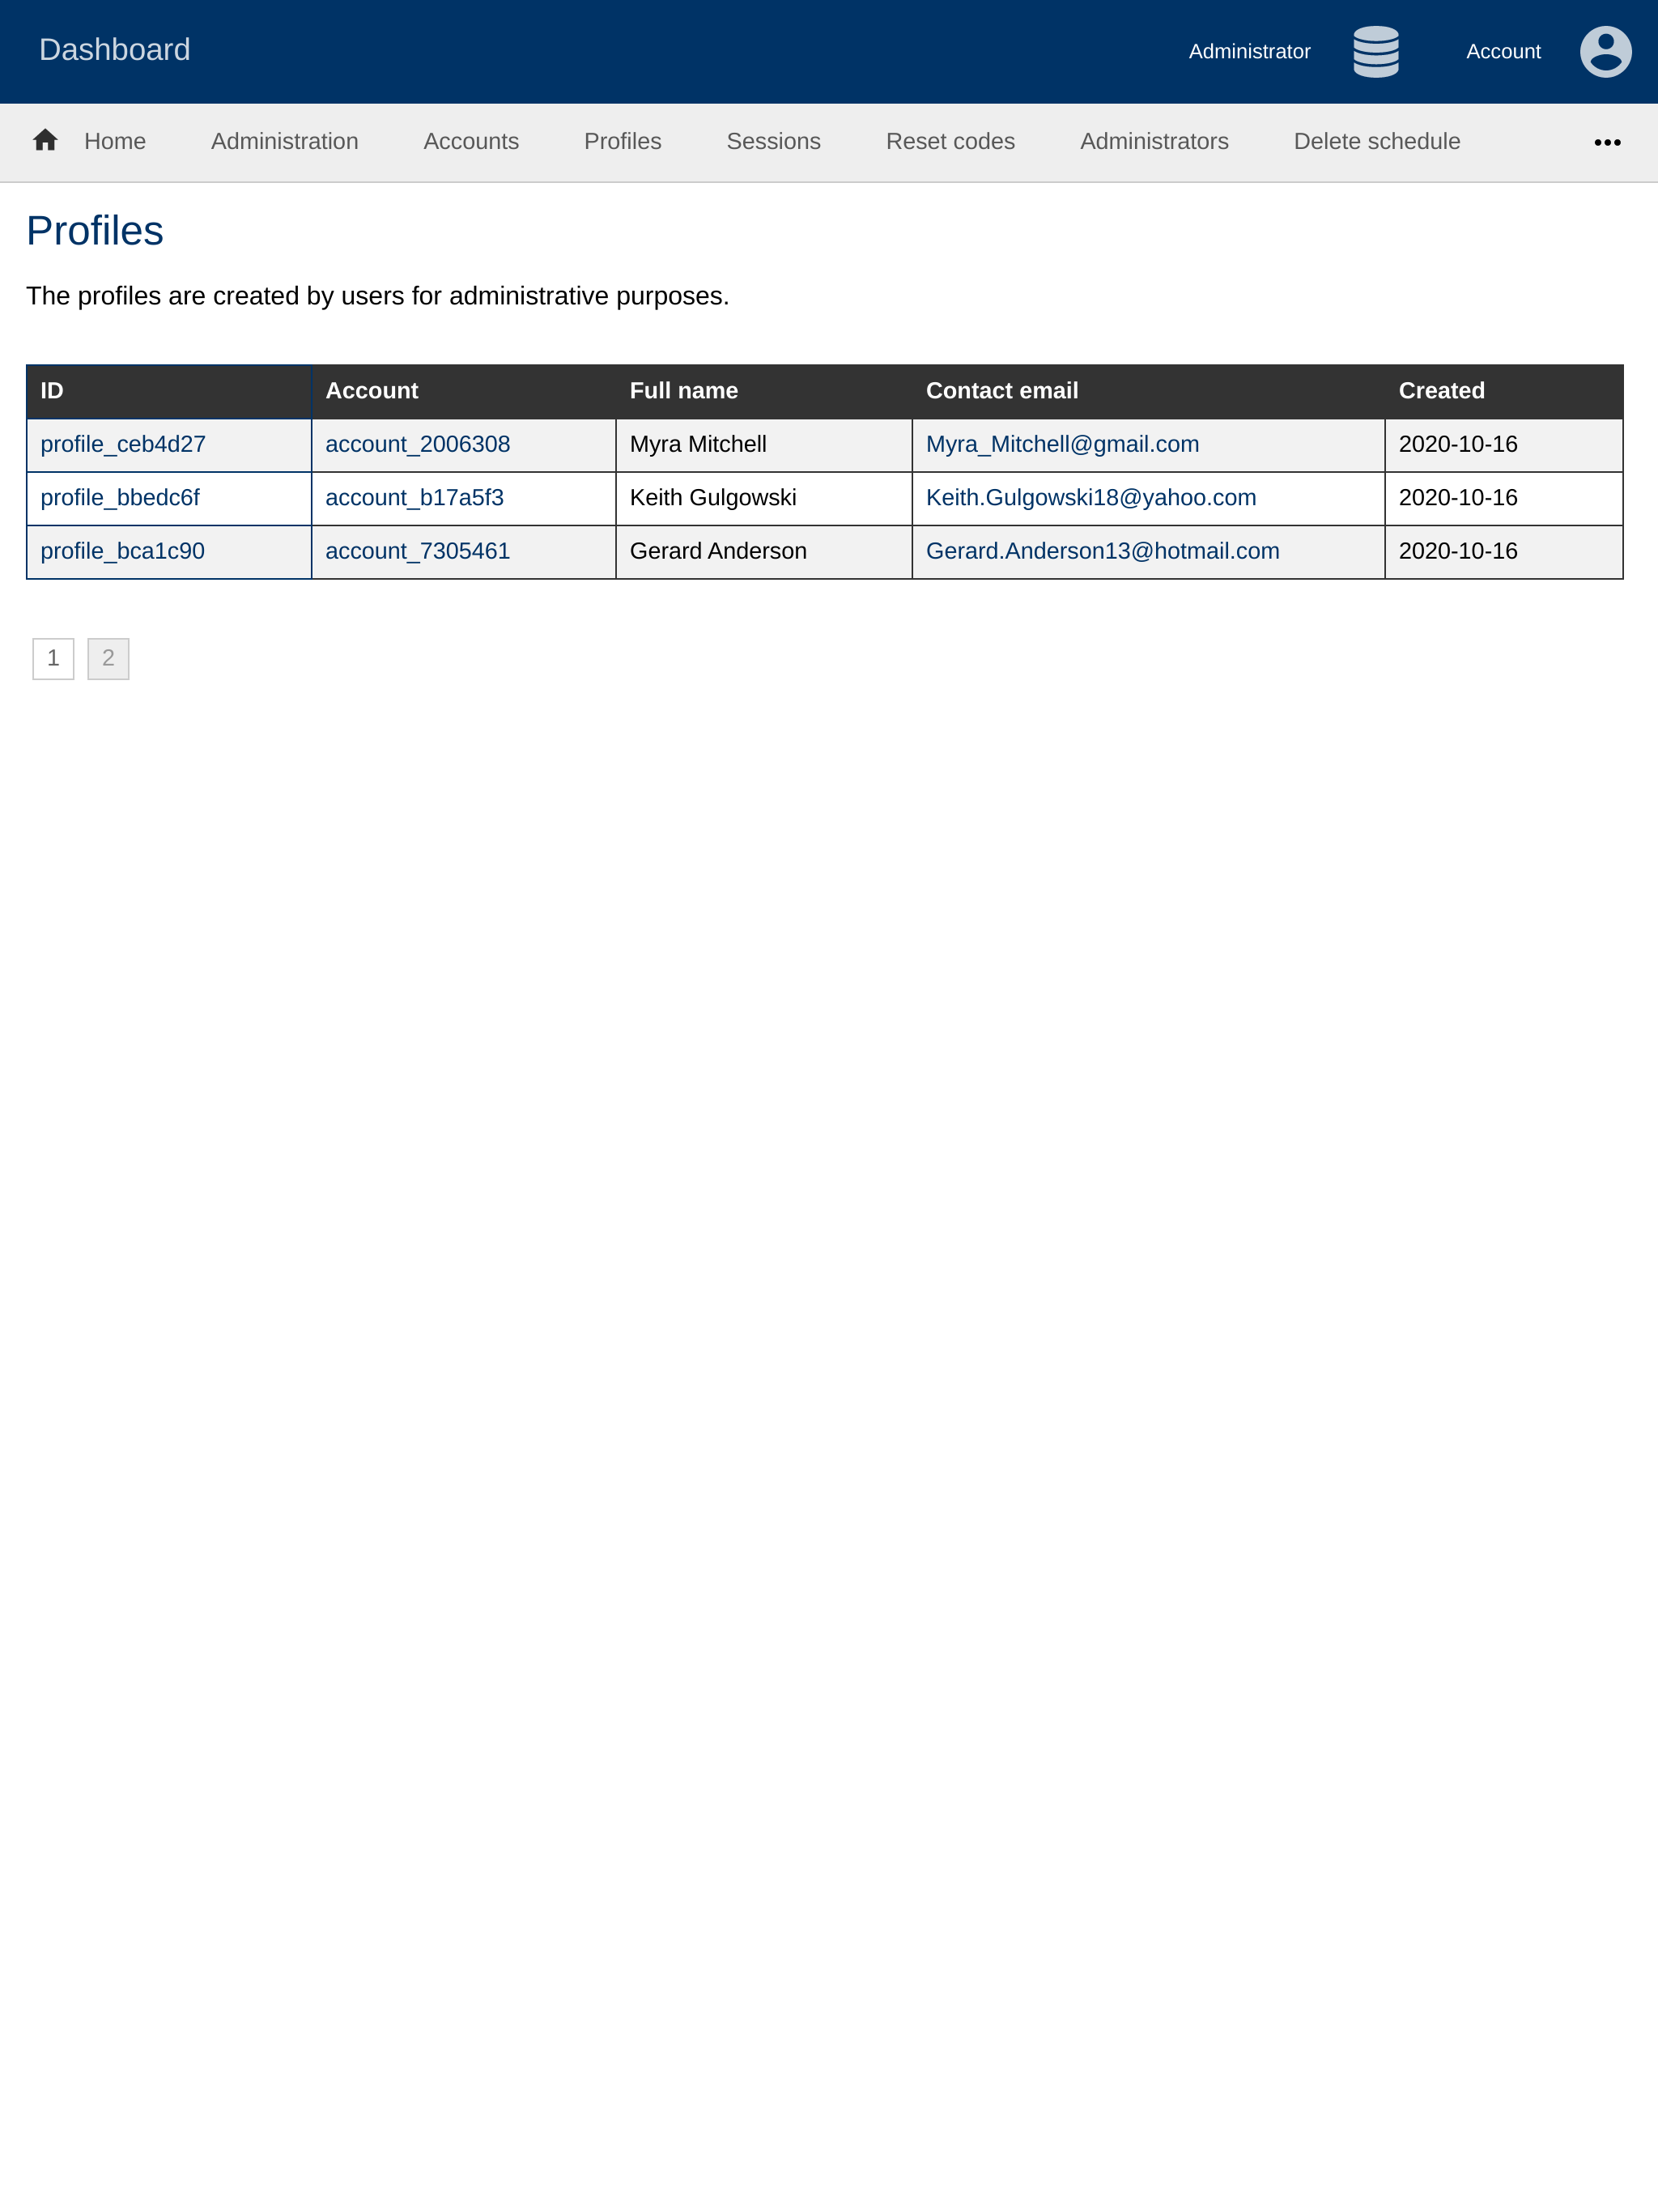 Dashboard
Administrator
Account
Home Administration Accounts Profiles Sessions Reset codes Administrators Delete schedule
Profiles
The profiles are created by users for administrative purposes.
ID Account Full name Contact email Created
profile_ceb4d27 account_2006308 Myra Mitchell Myra_Mitchell@gmail.com 2020-10-16
profile_bbedc6f account_b17a5f3 Keith Gulgowski Keith.Gulgowski18@yahoo.com 2020-10-16
profile_bca1c90 account_7305461 Gerard Anderson Gerard.Anderson13@hotmail.com 2020-10-16
1 2